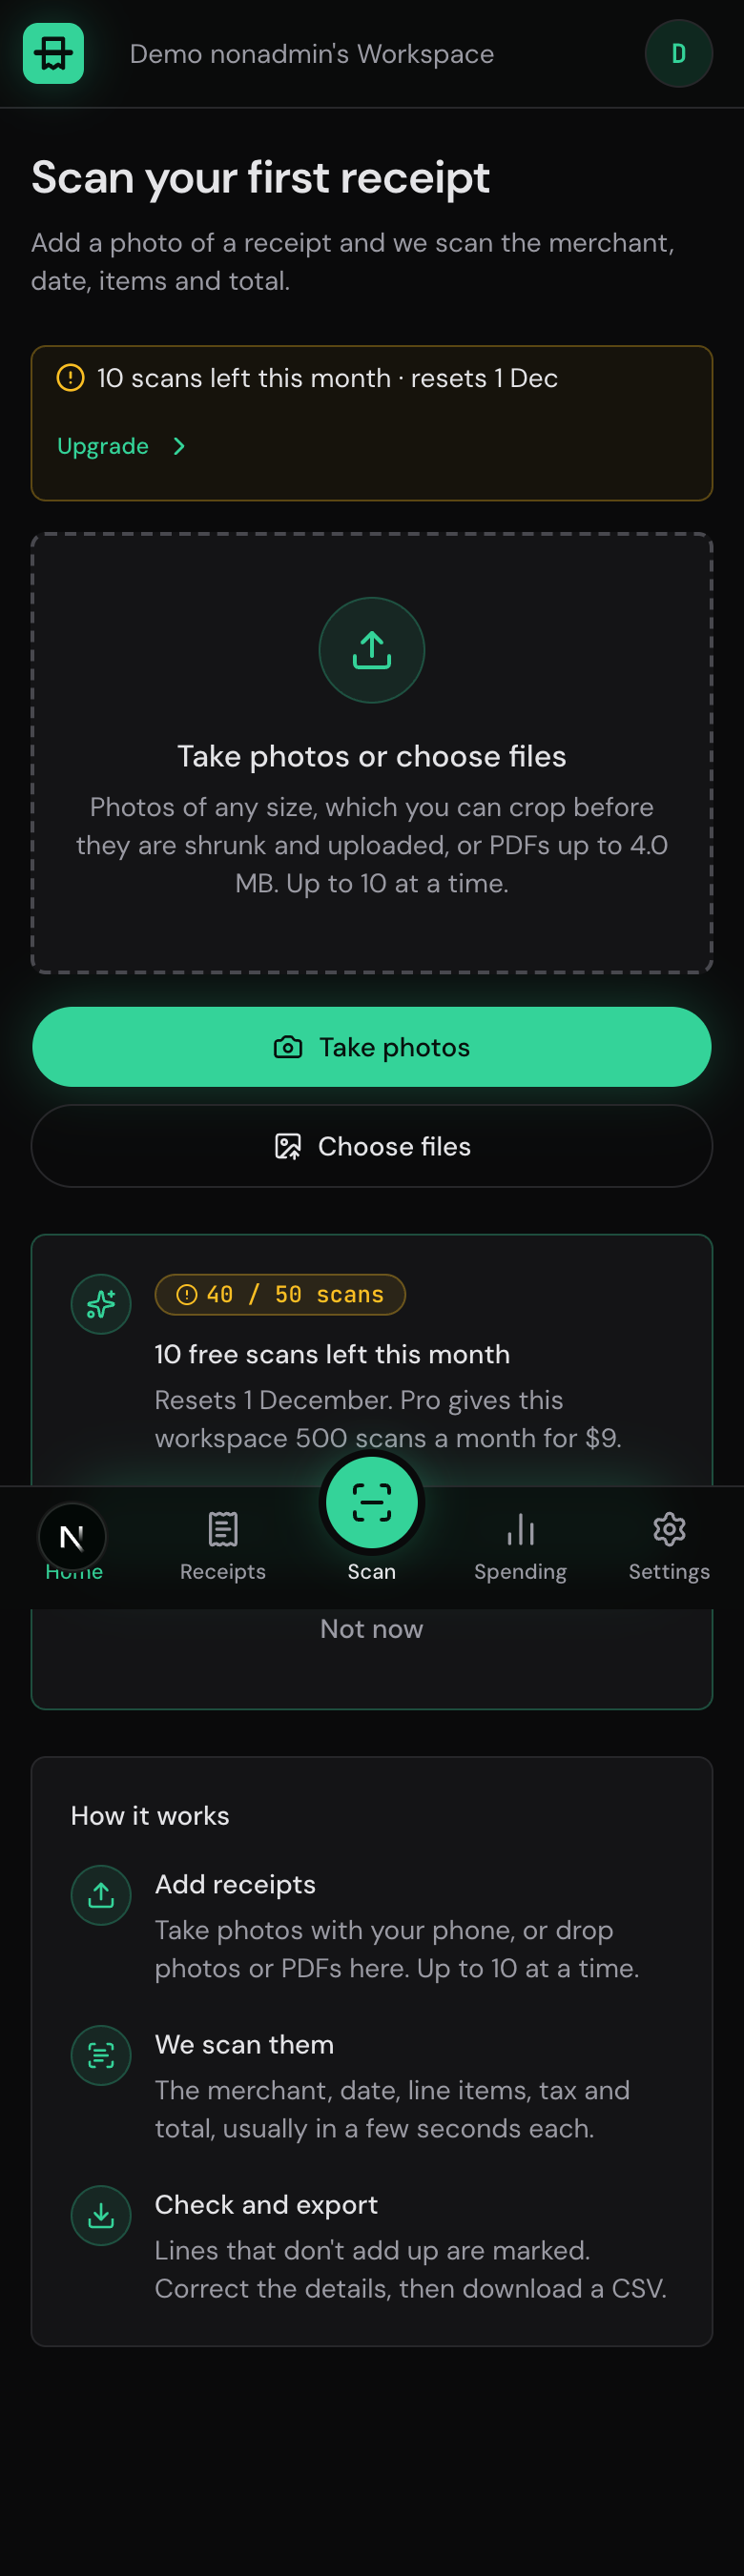 Demo nonadmin's Workspace
D
Scan your first receipt
Add a photo of a receipt and we scan the merchant,
date, items and total.
10 scans left this month · resets 1 Dec
Upgrade
Take photos or choose files
Photos of any size, which you can crop before
they are shrunk and uploaded, or PDFs up to 4.0
MB. Up to 10 at a time.
Take photos
Choose files
40 / 50 scans
10 free scans left this month
Resets 1 December. Pro gives this
workspace 500 scans a month for $9.
N
Home
Receipts
Scan
Spending
Settings
Not now
How it works
Add receipts
Take photos with your phone, or drop
photos or PDFs here. Up to 10 at a time.
We scan them
The merchant, date, line items, tax and
total, usually in a few seconds each.
Check and export
Lines that don't add up are marked.
Correct the details, then download a CSV.